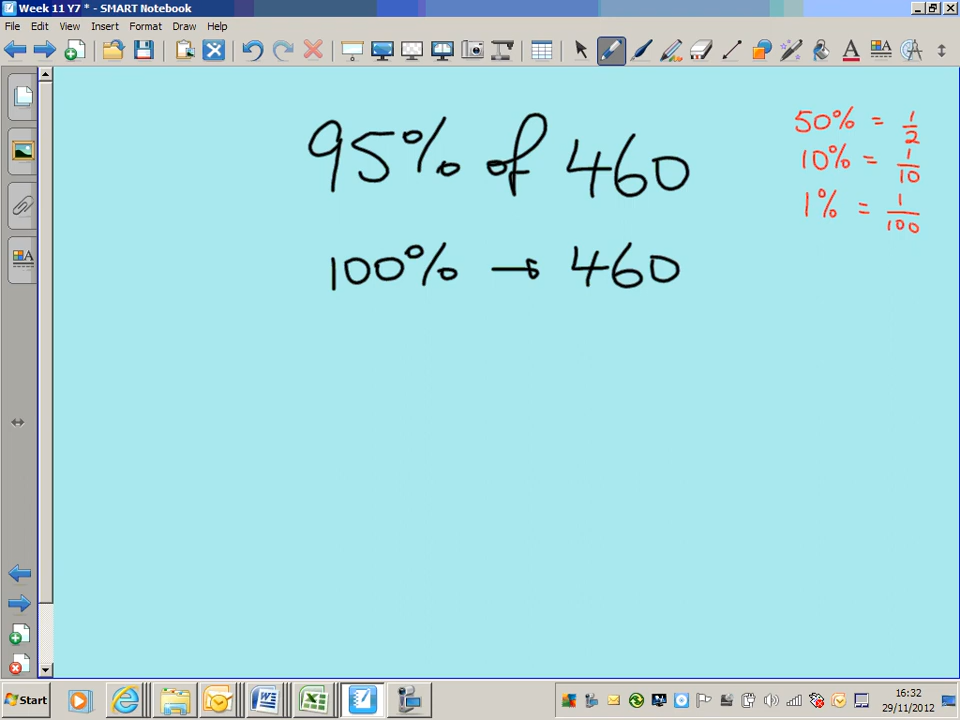 Week 11 Y7 * - SMART Notebook
File Edit View Insert Format Draw Help
95% of 460
100% → 460
50% = 1/2
10% = 1/10
1% = 1/100
Start
16:32
29/11/2012